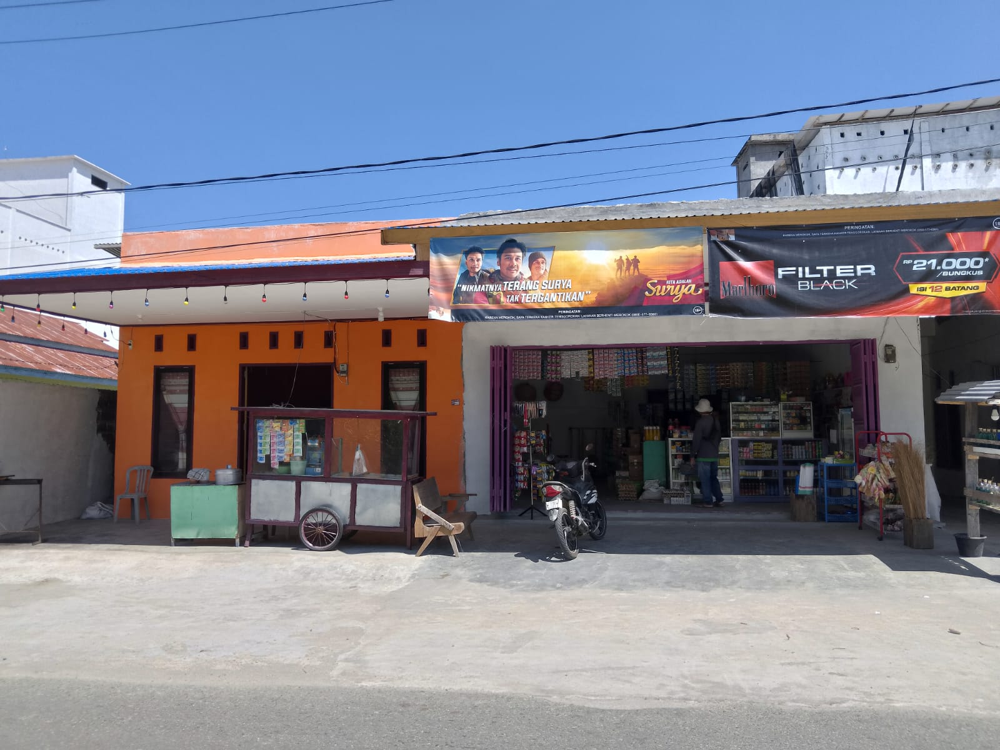 "NIKMATNYA TERANG SURYA
TAK TERGANTIKAN"
KITA ADALAH
Surya
PERINGATAN:
KARENA MEROKOK, SAYA TERKENA KANKER TENGGOROKAN. LAYANAN BERHENTI MEROKOK (0800-177-6565)
18+
PERINGATAN:
KARENA MEROKOK, SAYA TERKENA KANKER TENGGOROKAN. LAYANAN BERHENTI MEROKOK (0800-177-6565)
Marlboro
FILTER
BLACK
RP 21.000*
/BUNGKUS
ISI 12 BATANG